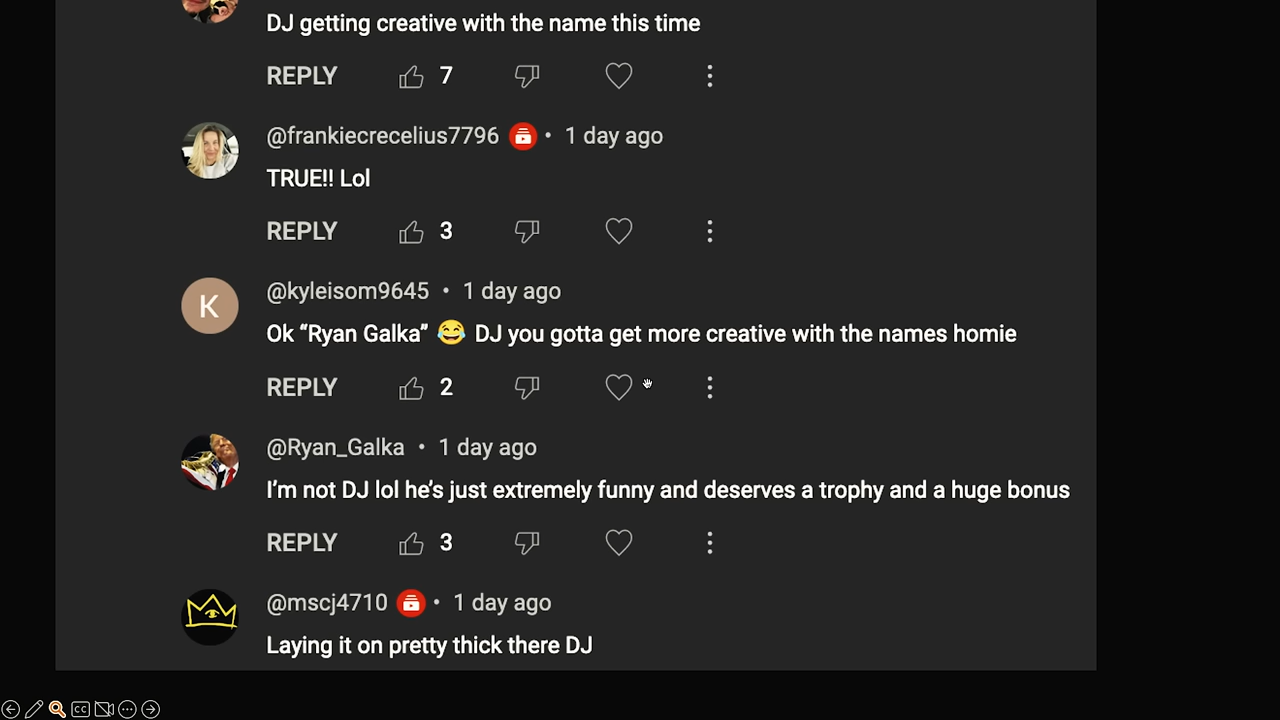 DJ getting creative with the name this time
REPLY 7
@frankiecrecelius7796 • 1 day ago
TRUE!! Lol
REPLY 3
K
@kyleisom9645 • 1 day ago
Ok “Ryan Galka” 😂 DJ you gotta get more creative with the names homie
REPLY 2
@Ryan_Galka • 1 day ago
I’m not DJ lol he’s just extremely funny and deserves a trophy and a huge bonus
REPLY 3
@mscj4710 • 1 day ago
Laying it on pretty thick there DJ
CC